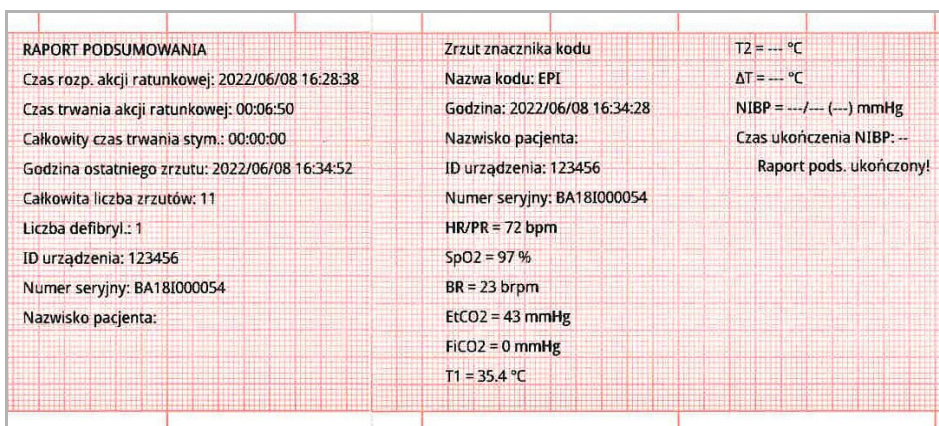 RAPORT PODSUMOWANIA
Czas rozp. akcji ratunkowej: 2022/06/08 16:28:38
Czas trwania akcji ratunkowej: 00:06:50
Całkowity czas trwania stym.: 00:00:00
Godzina ostatniego zrzutu: 2022/06/08 16:34:52
Całkowita liczba zrzutów: 11
Liczba defibryl.: 1
ID urządzenia: 123456
Numer seryjny: BA18I000054
Nazwisko pacjenta:
Zrzut znacznika kodu
Nazwa kodu: EPI
Godzina: 2022/06/08 16:34:28
Nazwisko pacjenta:
ID urządzenia: 123456
Numer seryjny: BA18I000054
HR/PR = 72 bpm
SpO2 = 97 %
BR = 23 brpm
EtCO2 = 43 mmHg
FiCO2 = 0 mmHg
T1 = 35.4 °C
T2 = --- °C
ΔT = --- °C
NIBP = ---/--- (---) mmHg
Czas ukończenia NIBP: --
Raport pods. ukończony!